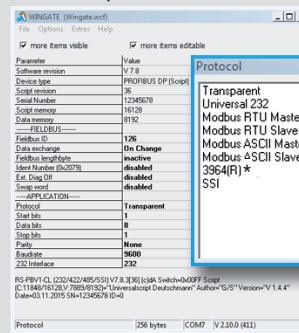 WINGATE (Wingate.wcf)
File Options Extras Help
more items visible more items editable
Parameter Value
Software revision V 7.8
Device type PROFIBUS DP (Script)
Script revision 36
Serial Number 12345678
Script memory 16128
Data memory 8192
------FIELDBUS------
Fieldbus ID 126
Data exchange On Change
Fieldbus lengthbyte inactive
Ident Number (0x2079) disabled
Ext. Diag Off disabled
Swap word disabled
-----APPLICATION-----
Protocol Transparent
Start bits 1
Data bits 8
Stop bits 1
Parity None
Baudrate 9600
232 Interface 232
Protocol
Transparent
Universal 232
Modbus RTU Maste
Modbus RTU Slave
Modbus ASCII Maste
Modbus ASCII Slave
3964(R)*
SSI
RS-PBV1-CL (232/422/485/SSI) V7.8[36] (c)dA Switch=0x00FF Script
(C:11848/16128,V:7889/8192)="Universalscript Deutschmann" Author="G/S" Version="V 1.4.4"
Date=03.11.2015 SN=12345678 ID=0
Protocol 256 bytes COM7 V 2.10.0 (411)